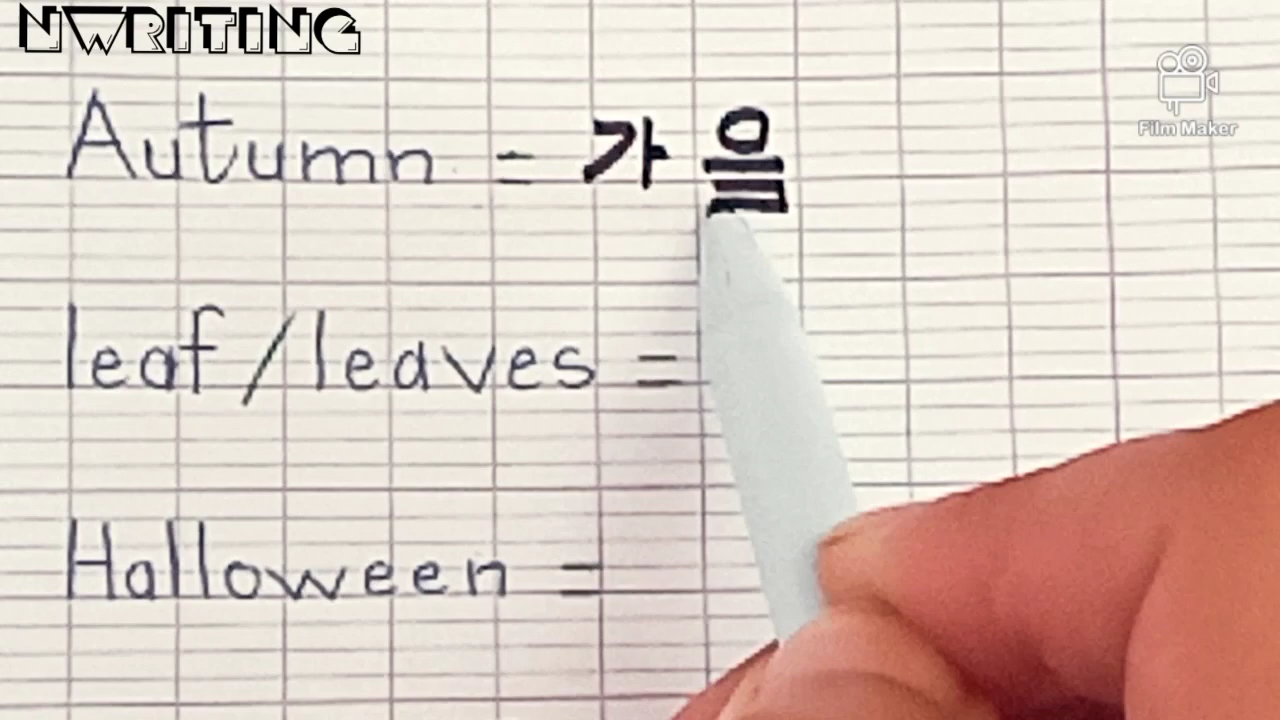 NWRITING
Film Maker
Autumn = 가을
leaf/leaves =
Halloween =